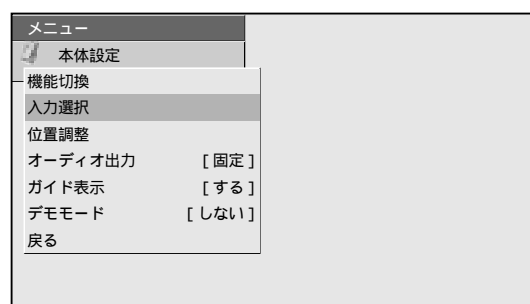 メニュー
本体設定
機能切換
入力選択
位置調整
オーディオ出力 [固定]
ガイド表示 [する]
デモモード [しない]
戻る